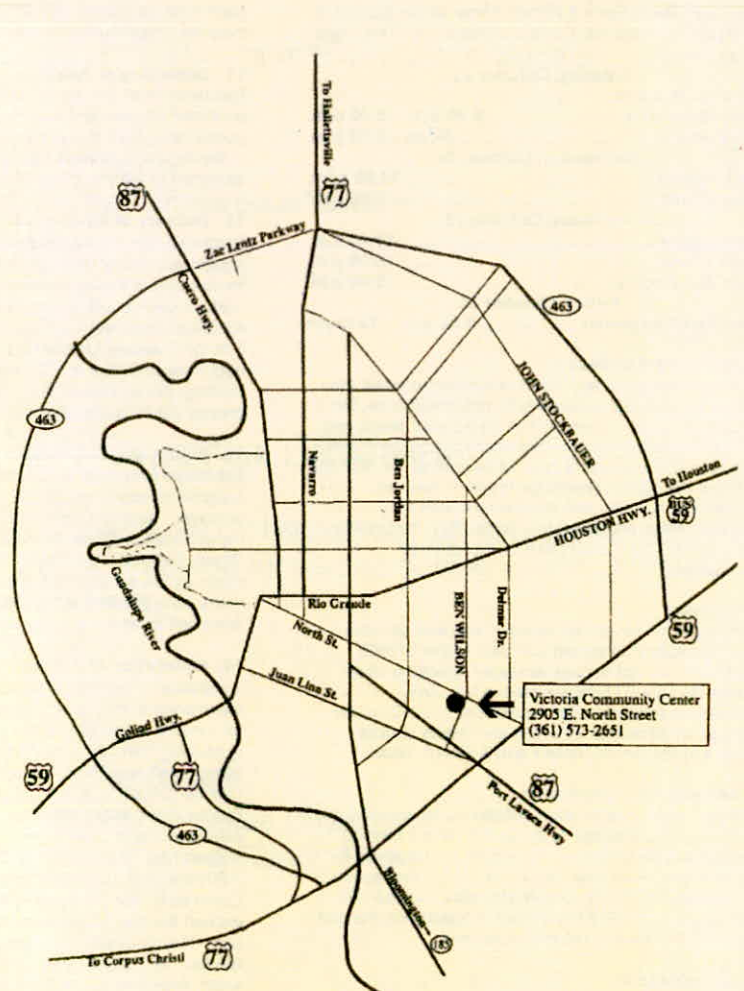 To Hallettsville
77
87
Zac Lentz Parkway
Cuero Hwy.
463
JOHN STOCKBAUER
463
Navarro
Ben Jordan
To Houston
BUS
59
HOUSTON HWY.
Guadalupe River
Rio Grande
BEN WILSON
Delmar Dr.
59
North St.
Juan Linn St.
Victoria Community Center
2905 E. North Street
(361) 573-2651
Goliad Hwy.
59
77
87
Port Lavaca Hwy
463
Bloomington
185
77
To Corpus Christi